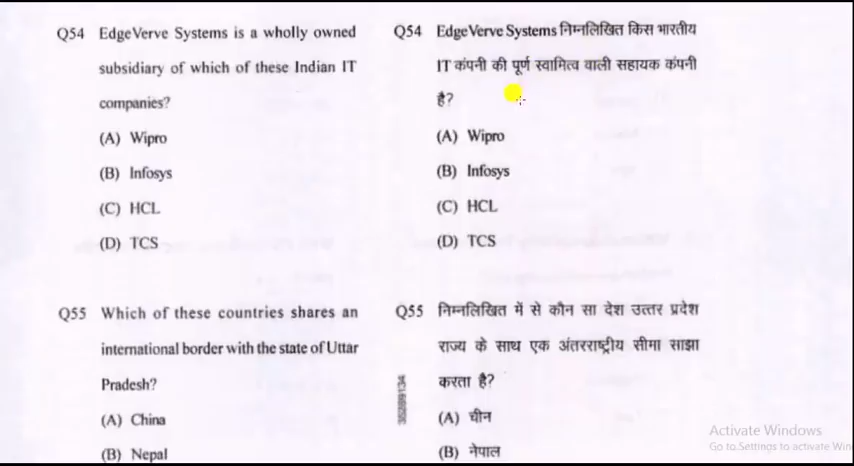 Q54 EdgeVerve Systems is a wholly owned
subsidiary of which of these Indian IT
companies?
(A) Wipro
(B) Infosys
(C) HCL
(D) TCS
Q55 Which of these countries shares an
international border with the state of Uttar
Pradesh?
(A) China
(B) Nepal
Q54 EdgeVerve Systems निम्नलिखित किस भारतीय
IT कंपनी की पूर्ण स्वामित्व वाली सहायक कंपनी
है?
(A) Wipro
(B) Infosys
(C) HCL
(D) TCS
Q55 निम्नलिखित में से कौन सा देश उत्तर प्रदेश
राज्य के साथ एक अंतरराष्ट्रीय सीमा साझा
करता है?
(A) चीन
(B) नेपाल
Activate Windows
Go to Settings to activate Win